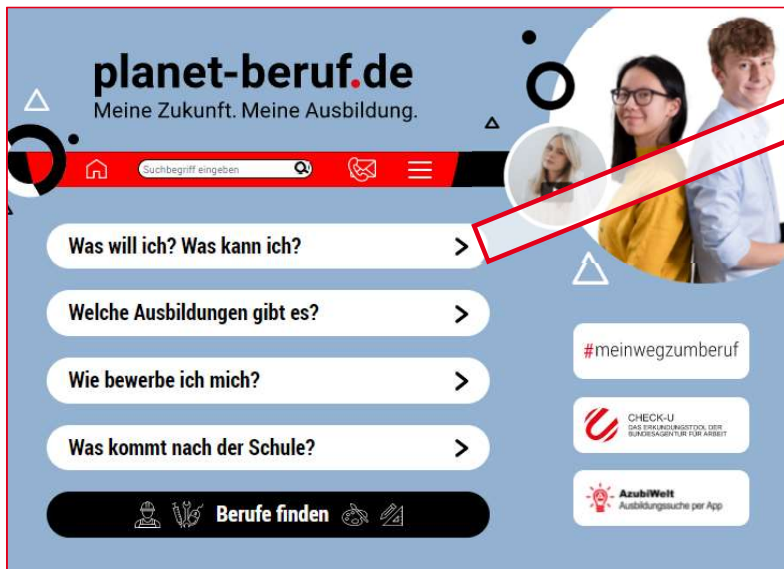 planet-beruf.de
Meine Zukunft. Meine Ausbildung.
Suchbegriff eingeben
Was will ich? Was kann ich?
Welche Ausbildungen gibt es?
Wie bewerbe ich mich?
Was kommt nach der Schule?
Berufe finden
#meinwegzumberuf
CHECK-U
DAS ERKUNDUNGSTOOL DER
BUNDESAGENTUR FÜR ARBEIT
AzubiWelt
Ausbildungssuche per App